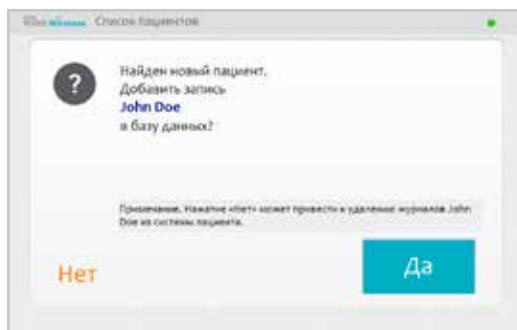 Список пациентов
Найден новый пациент.
Добавить запись
John Doe
в базу данных?
Примечание. Нажатие «Нет» может привести к удалению журналов John
Doe из системы пациента.
Нет
Да